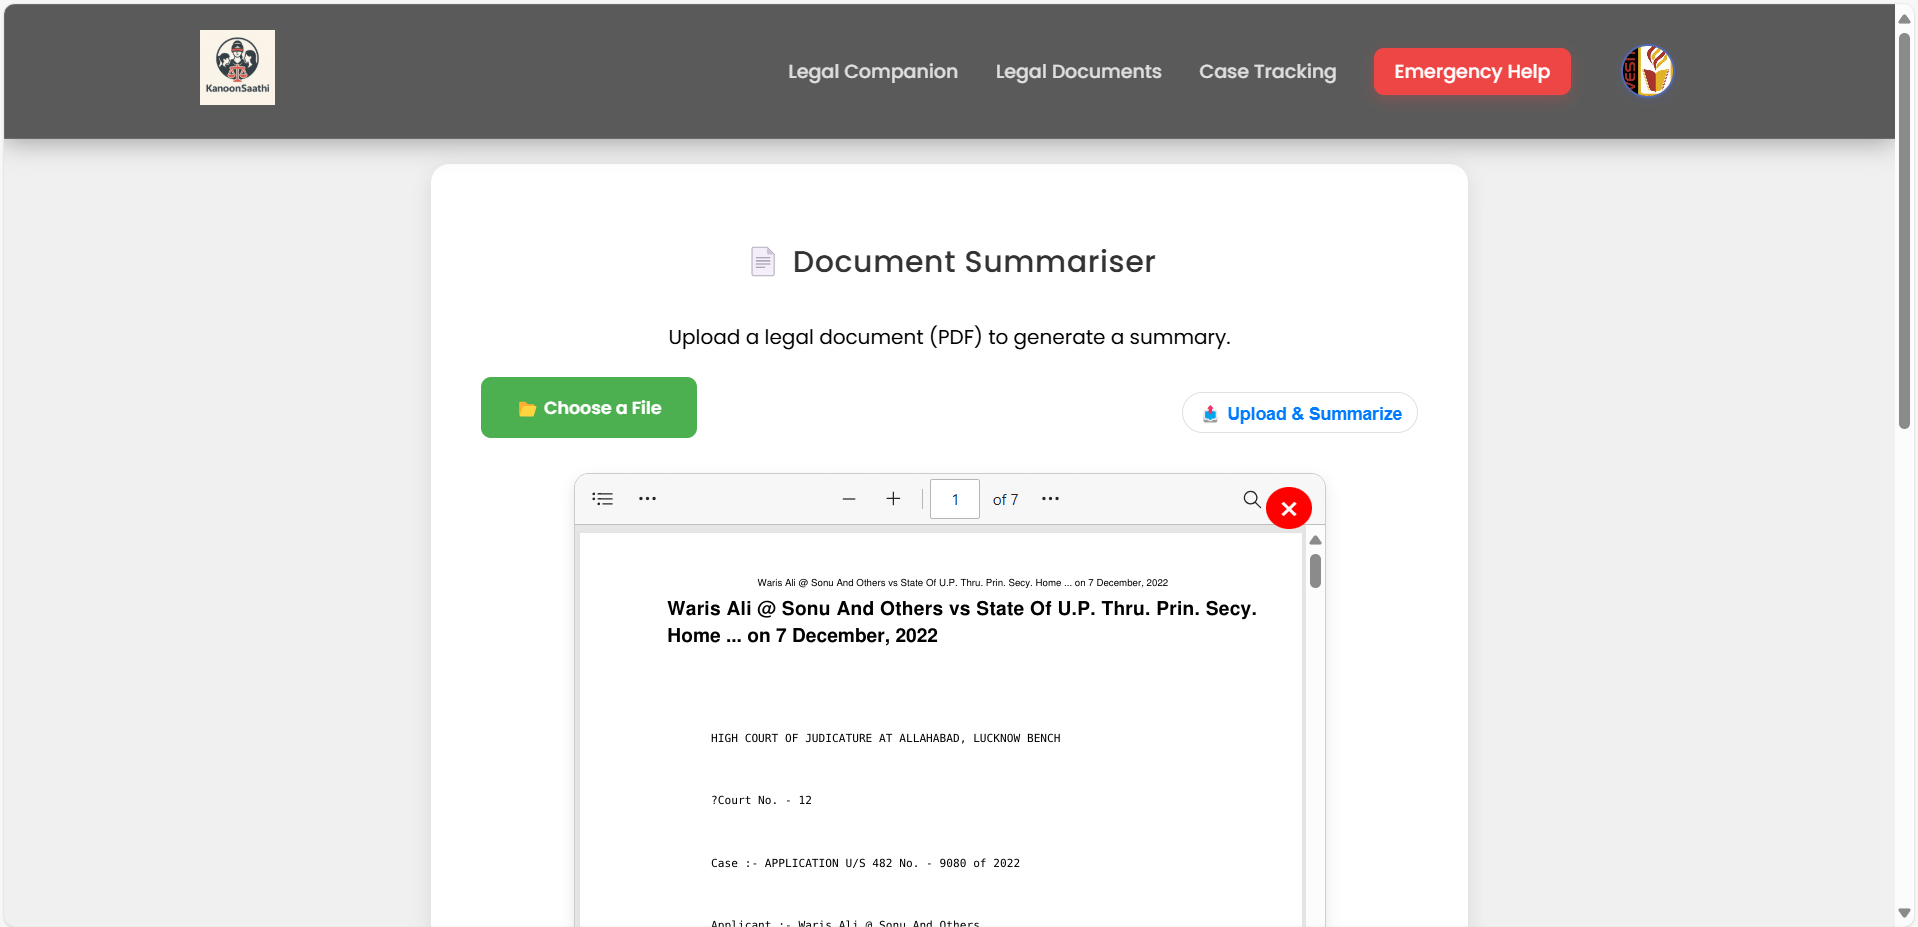 KanoonSaathi
Legal Companion
Legal Documents
Case Tracking
Emergency Help
VESI
Document Summariser
Upload a legal document (PDF) to generate a summary.
Choose a File
Upload & Summarize
1 of 7
Waris Ali @ Sonu And Others vs State Of U.P. Thru. Prin. Secy. Home ... on 7 December, 2022
Waris Ali @ Sonu And Others vs State Of U.P. Thru. Prin. Secy.
Home ... on 7 December, 2022
HIGH COURT OF JUDICATURE AT ALLAHABAD, LUCKNOW BENCH
?Court No. - 12
Case :- APPLICATION U/S 482 No. - 9080 of 2022
Applicant :- Waris Ali @ Sonu And Others